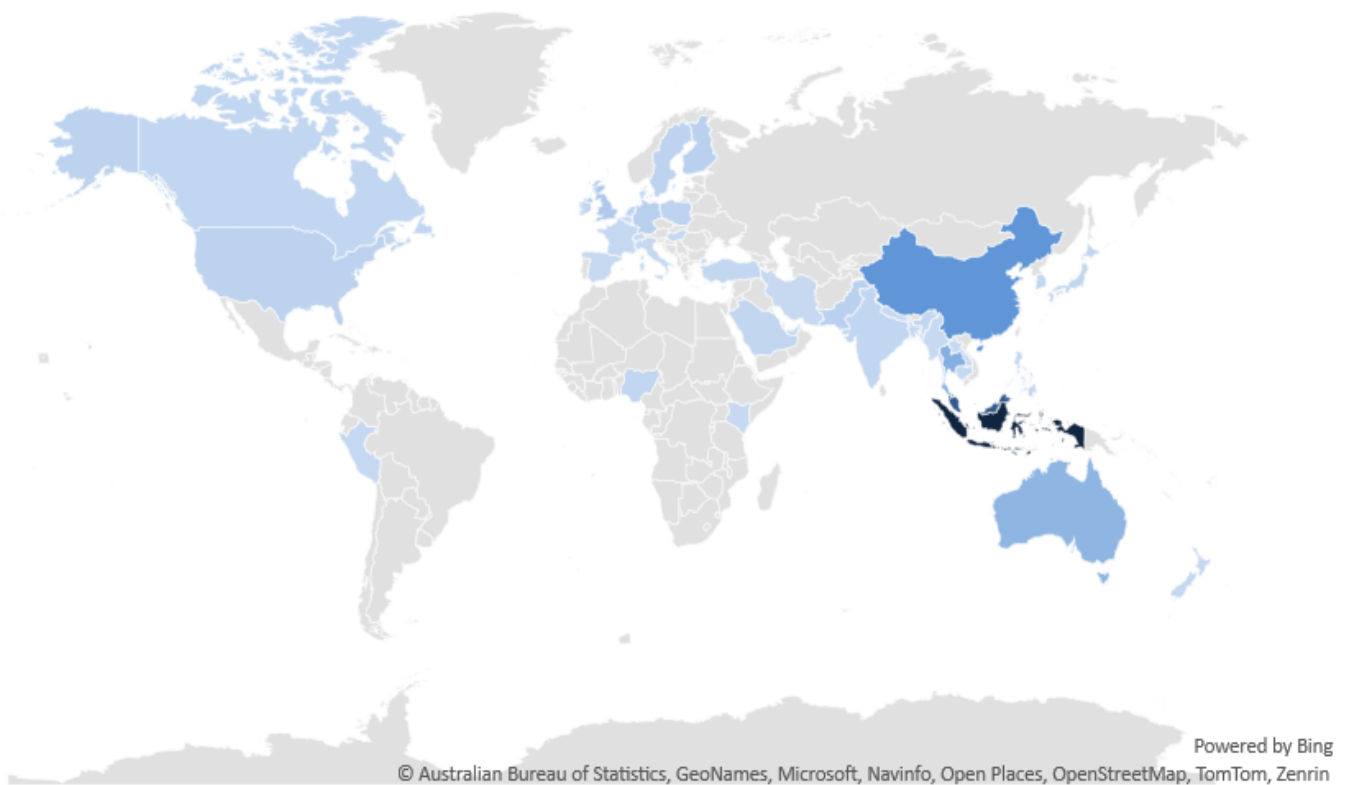 Powered by Bing
© Australian Bureau of Statistics, GeoNames, Microsoft, Navinfo, Open Places, OpenStreetMap, TomTom, Zenrin